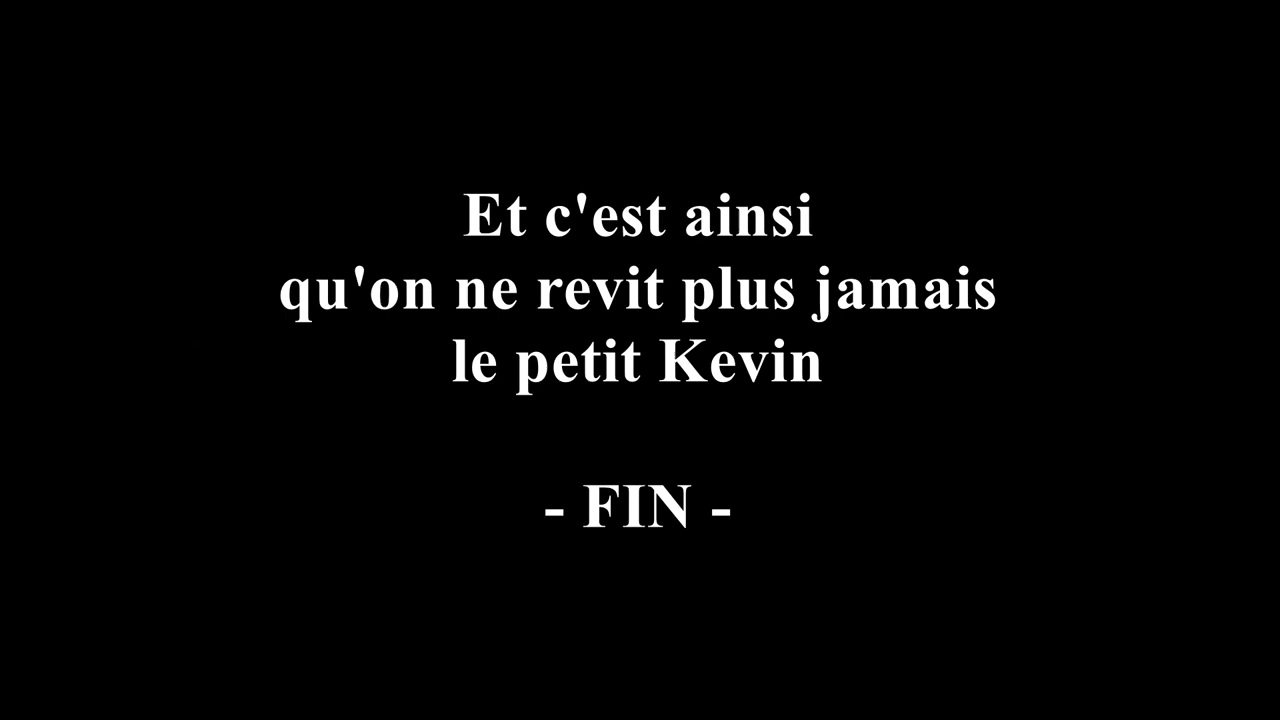 Et c'est ainsi
qu'on ne revit plus jamais
le petit Kevin
- FIN -